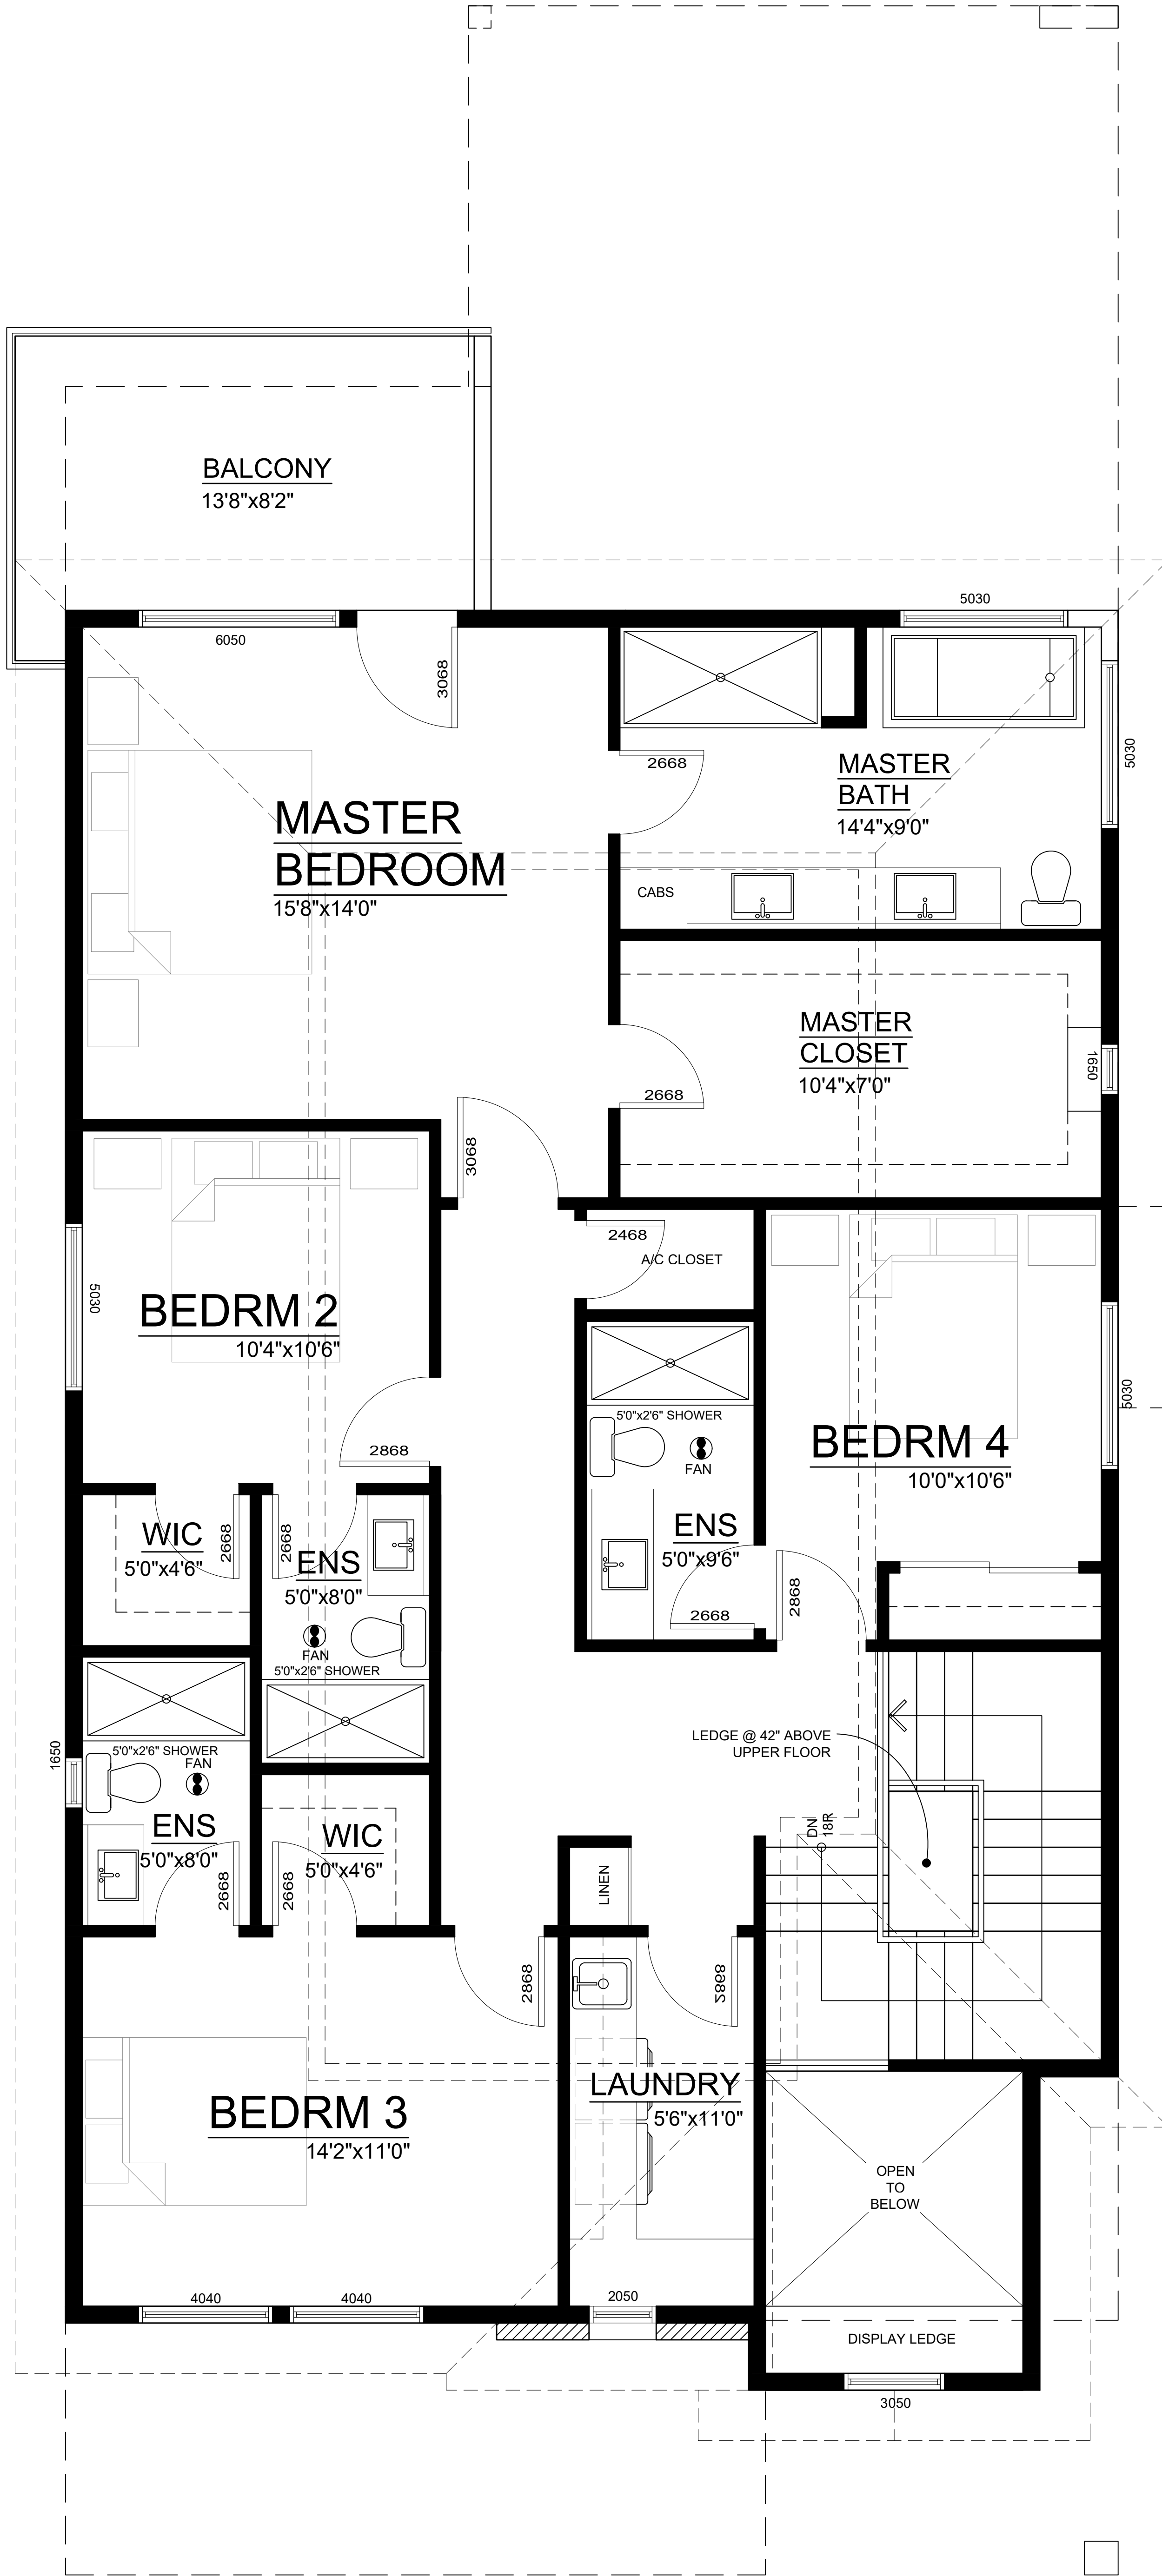 BALCONY
13'8"x8'2"
6050
3068
5030
5030
2668
MASTER
BATH
14'4"x9'0"
MASTER
BEDROOM
15'8"x14'0"
CABS
MASTER
CLOSET
10'4"x7'0"
1650
2668
3068
2468
A/C CLOSET
5030
BEDRM 2
10'4"x10'6"
2868
5'0"x2'6" SHOWER
FAN
ENS
5'0"x9'6"
2668
BEDRM 4
10'0"x10'6"
5030
2868
WIC
5'0"x4'6"
2668
2668
ENS
5'0"x8'0"
FAN
5'0"x2'6" SHOWER
1650
5'0"x2'6" SHOWER
FAN
ENS
5'0"x8'0"
2668
2668
WIC
5'0"x4'6"
LEDGE @ 42" ABOVE
UPPER FLOOR
DN
18R
LINEN
2868
2868
LAUNDRY
5'6"x11'0"
BEDRM 3
14'2"x11'0"
OPEN
TO
BELOW
4040
4040
2050
DISPLAY LEDGE
3050